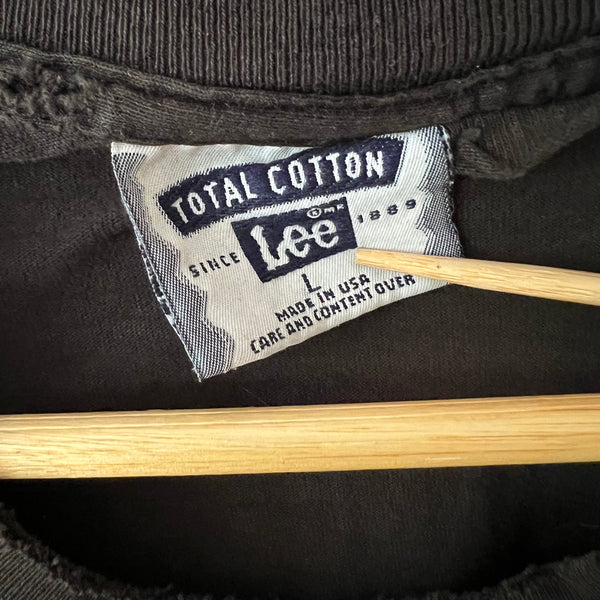 TOTAL COTTON
SINCE Lee ® MR 1889
L
MADE IN USA
CARE AND CONTENT OVER